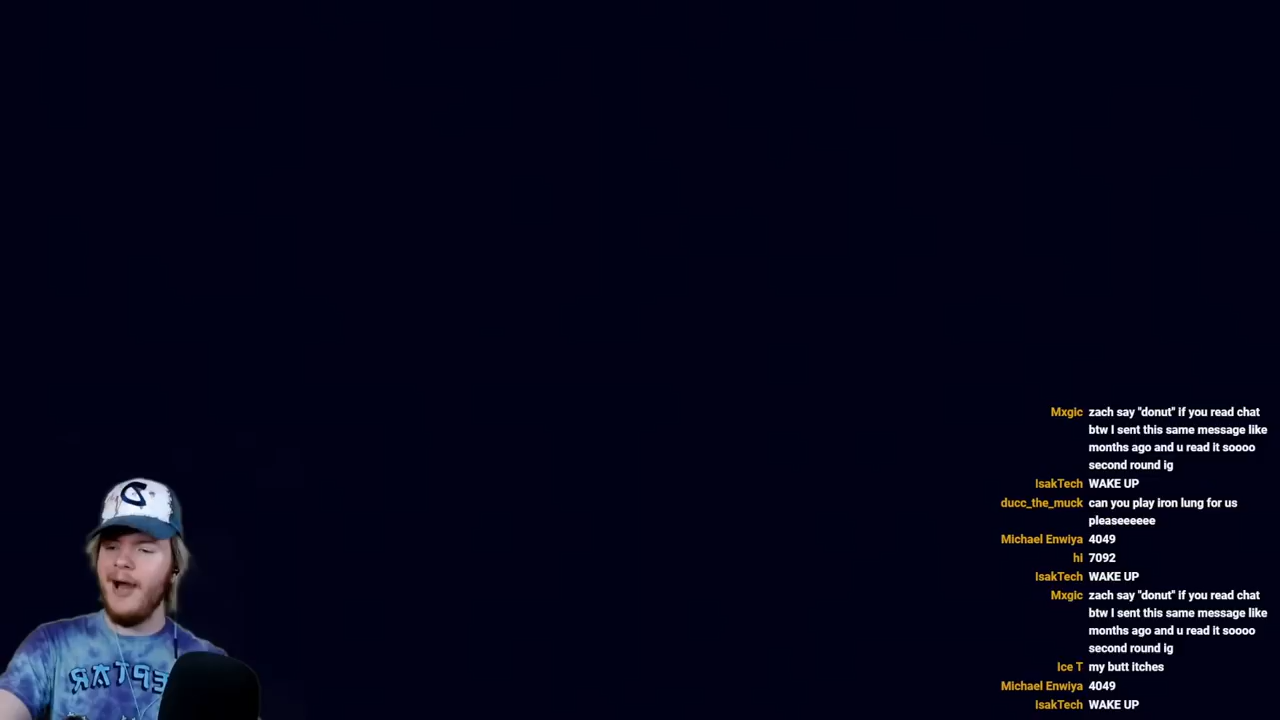 Mxgic zach say "donut" if you read chat
btw I sent this same message like
months ago and u read it soooo
second round ig
IsakTech WAKE UP
ducc_the_muck can you play iron lung for us
pleaseeeeee
Michael Enwiya 4049
hI 7092
IsakTech WAKE UP
Mxgic zach say "donut" if you read chat
btw I sent this same message like
months ago and u read it soooo
second round ig
Ice T my butt itches
Michael Enwiya 4049
IsakTech WAKE UP